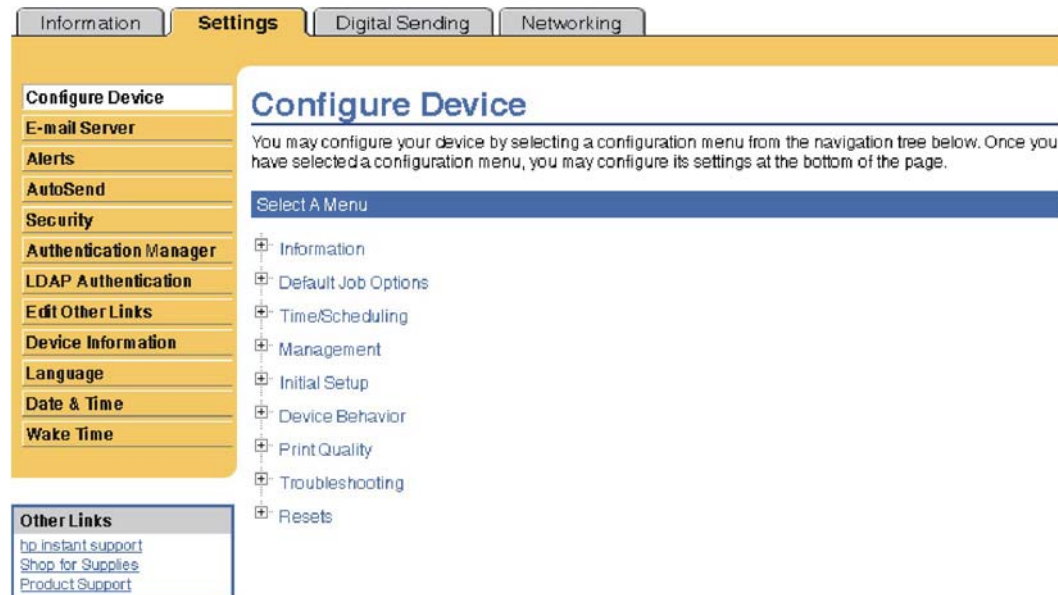 Information
Settings
Digital Sending
Networking
Configure Device
E-mail Server
Alerts
AutoSend
Security
Authentication Manager
LDAP Authentication
Edit Other Links
Device Information
Language
Date & Time
Wake Time
Other Links
hp instant support
Shop for Supplies
Product Support
Configure Device
You may configure your device by selecting a configuration menu from the navigation tree below. Once you
have selected a configuration menu, you may configure its settings at the bottom of the page.
Select A Menu
Information
Default Job Options
Time/Scheduling
Management
Initial Setup
Device Behavior
Print Quality
Troubleshooting
Resets